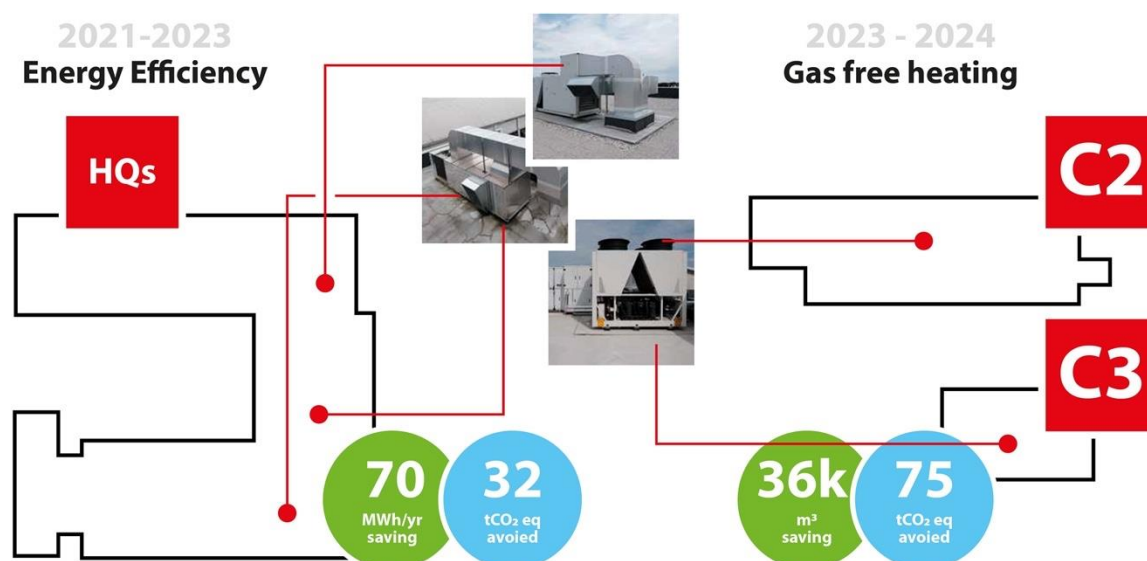 2021-2023
Energy Efficiency
HQs
70
MWh/yr
saving
32
tCO₂ eq
avoied
2023 - 2024
Gas free heating
C2
C3
36k
m³
saving
75
tCO₂ eq
avoied